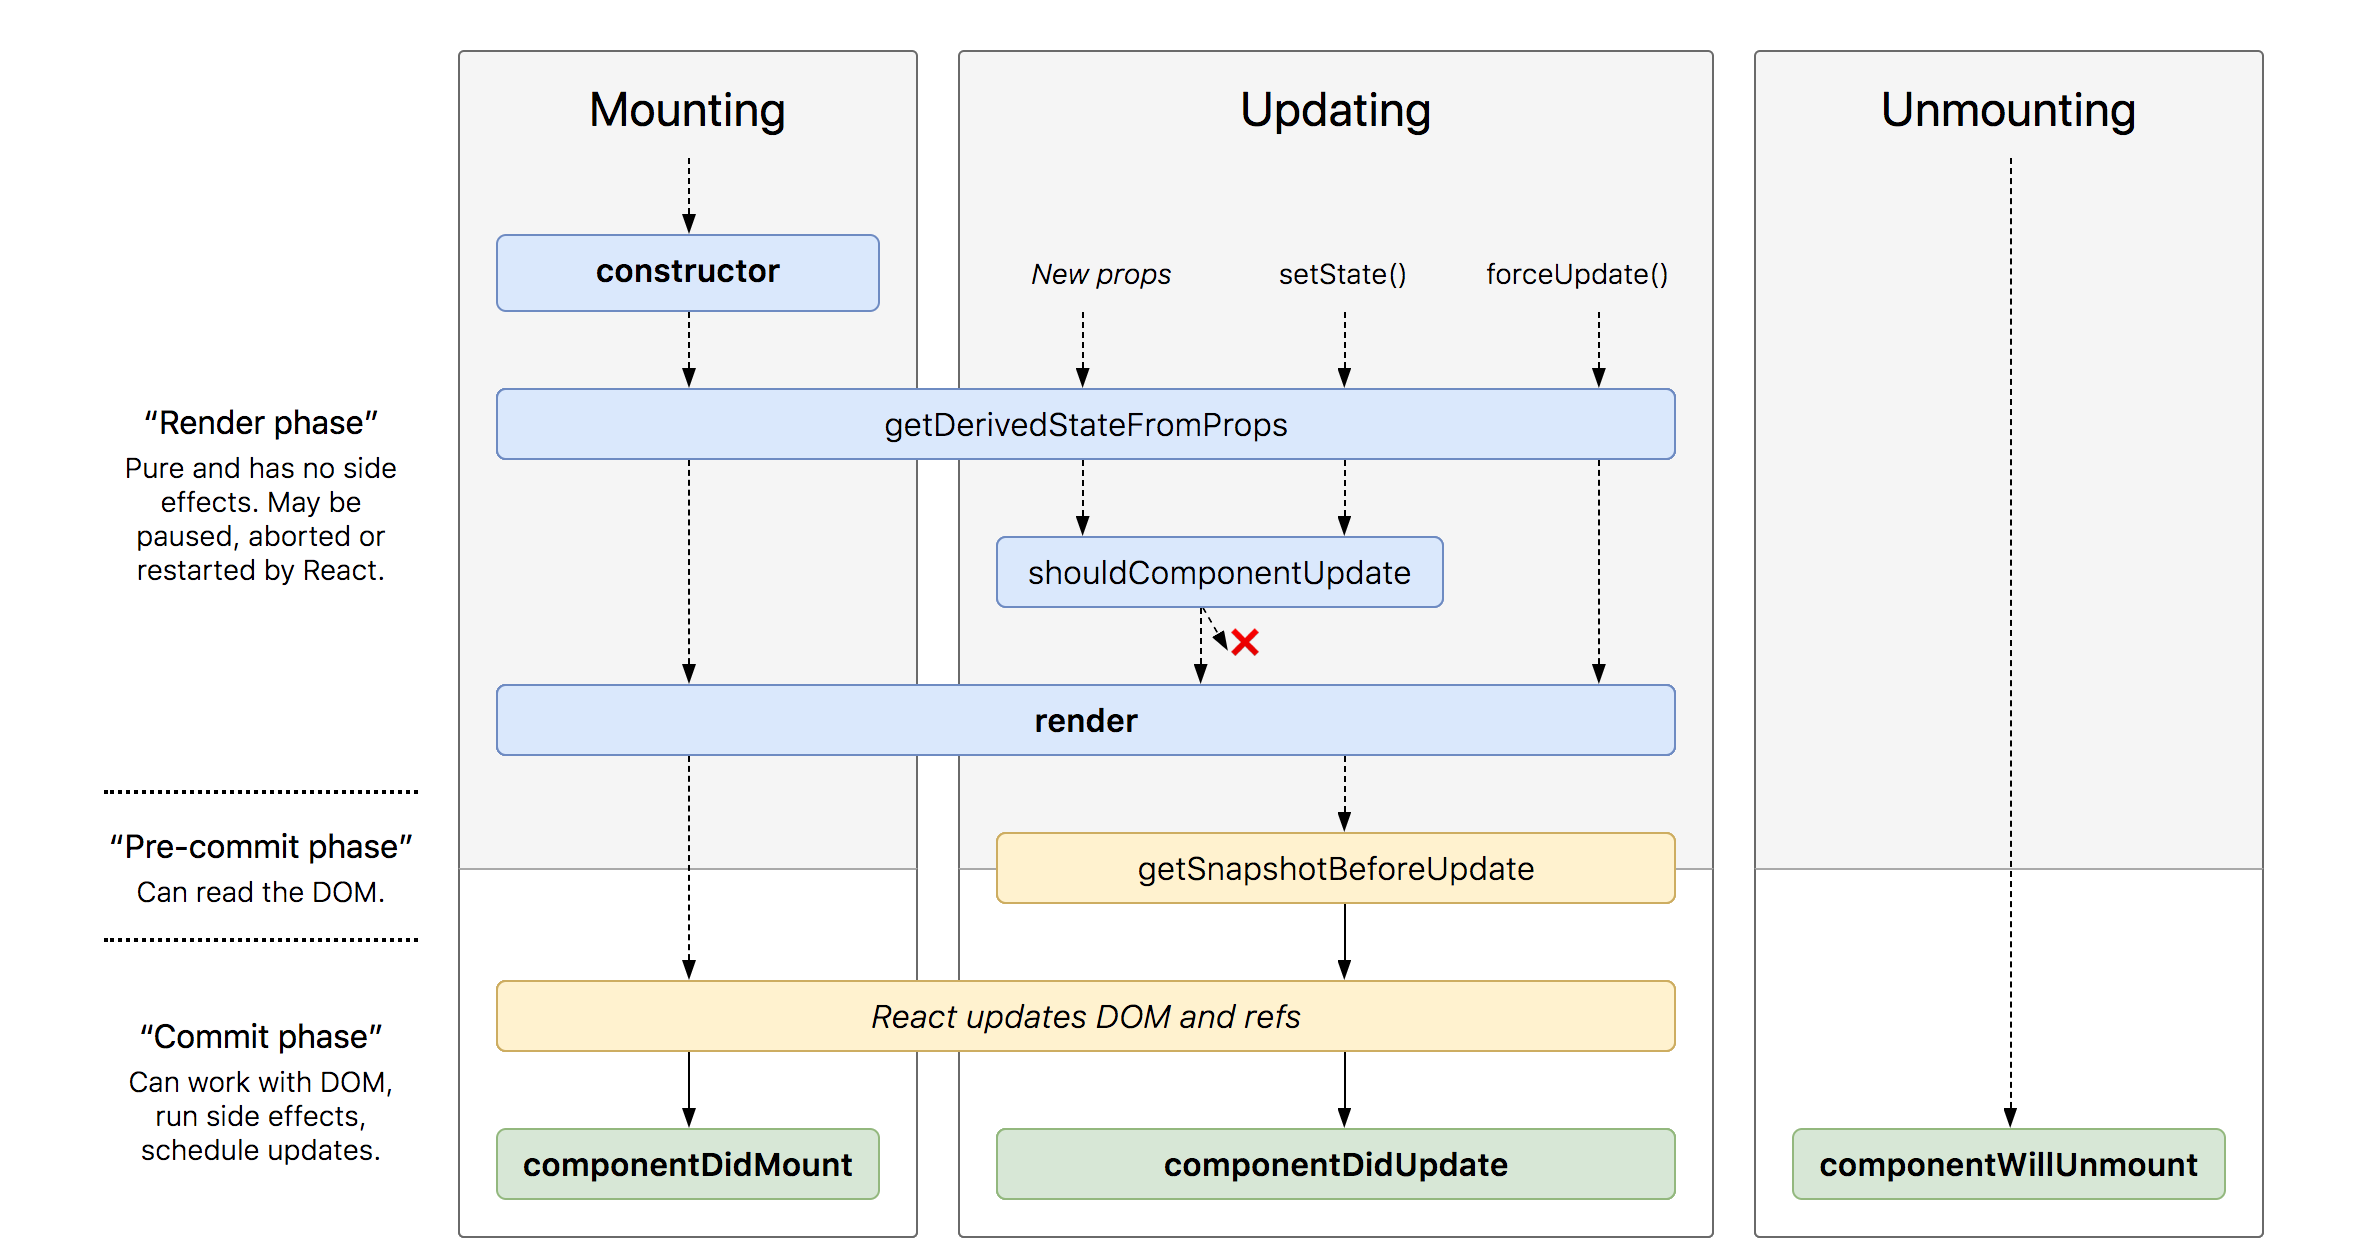 Mounting
Updating
Unmounting
constructor
New props
setState()
forceUpdate()
“Render phase”
Pure and has no side
effects. May be
paused, aborted or
restarted by React.
getDerivedStateFromProps
shouldComponentUpdate
render
“Pre-commit phase”
Can read the DOM.
getSnapshotBeforeUpdate
“Commit phase”
Can work with DOM,
run side effects,
schedule updates.
React updates DOM and refs
componentDidMount
componentDidUpdate
componentWillUnmount